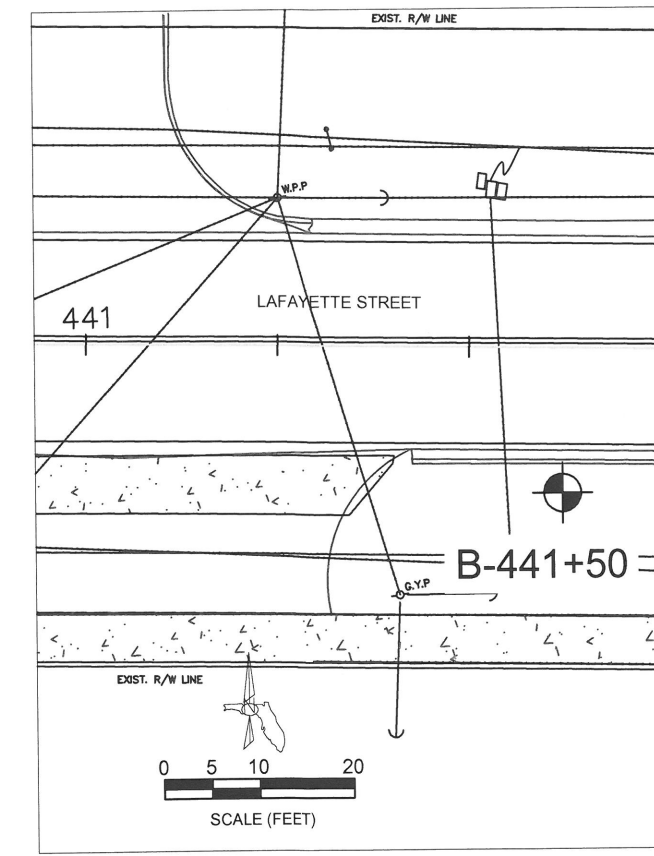 EXIST. R/W LINE
W.P.P
LAFAYETTE STREET
441
B-441+50
G.Y.P
EXIST. R/W LINE
0 5 10 20
SCALE (FEET)